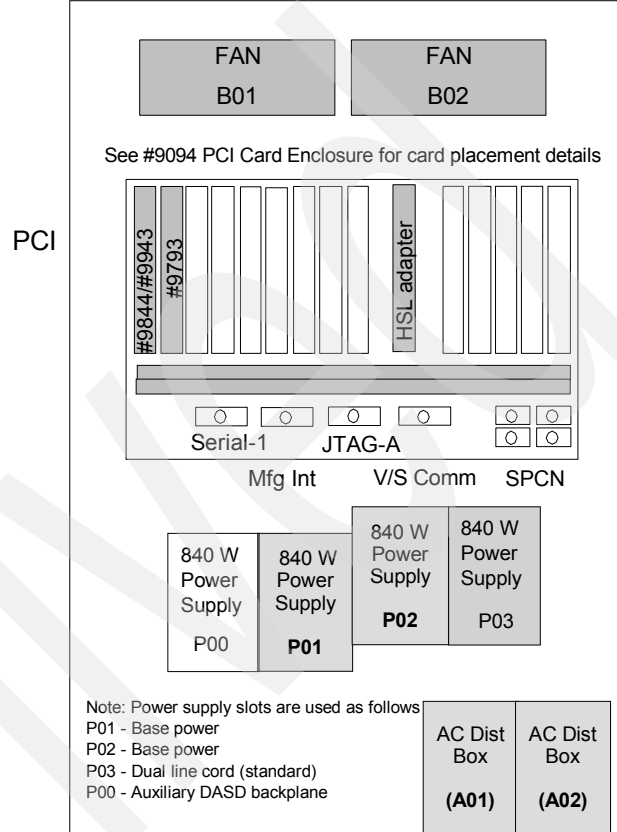 FAN
B01
FAN
B02
See #9094 PCI Card Enclosure for card placement details
PCI
#9844/#9943
#9793
HSL adapter
Serial-1
JTAG-A
Mfg Int
V/S Comm
SPCN
840 W
Power
Supply
P00
840 W
Power
Supply
P01
840 W
Power
Supply
P02
840 W
Power
Supply
P03
Note: Power supply slots are used as follows
P01 - Base power
P02 - Base power
P03 - Dual line cord (standard)
P00 - Auxiliary DASD backplane
AC Dist
Box
(A01)
AC Dist
Box
(A02)